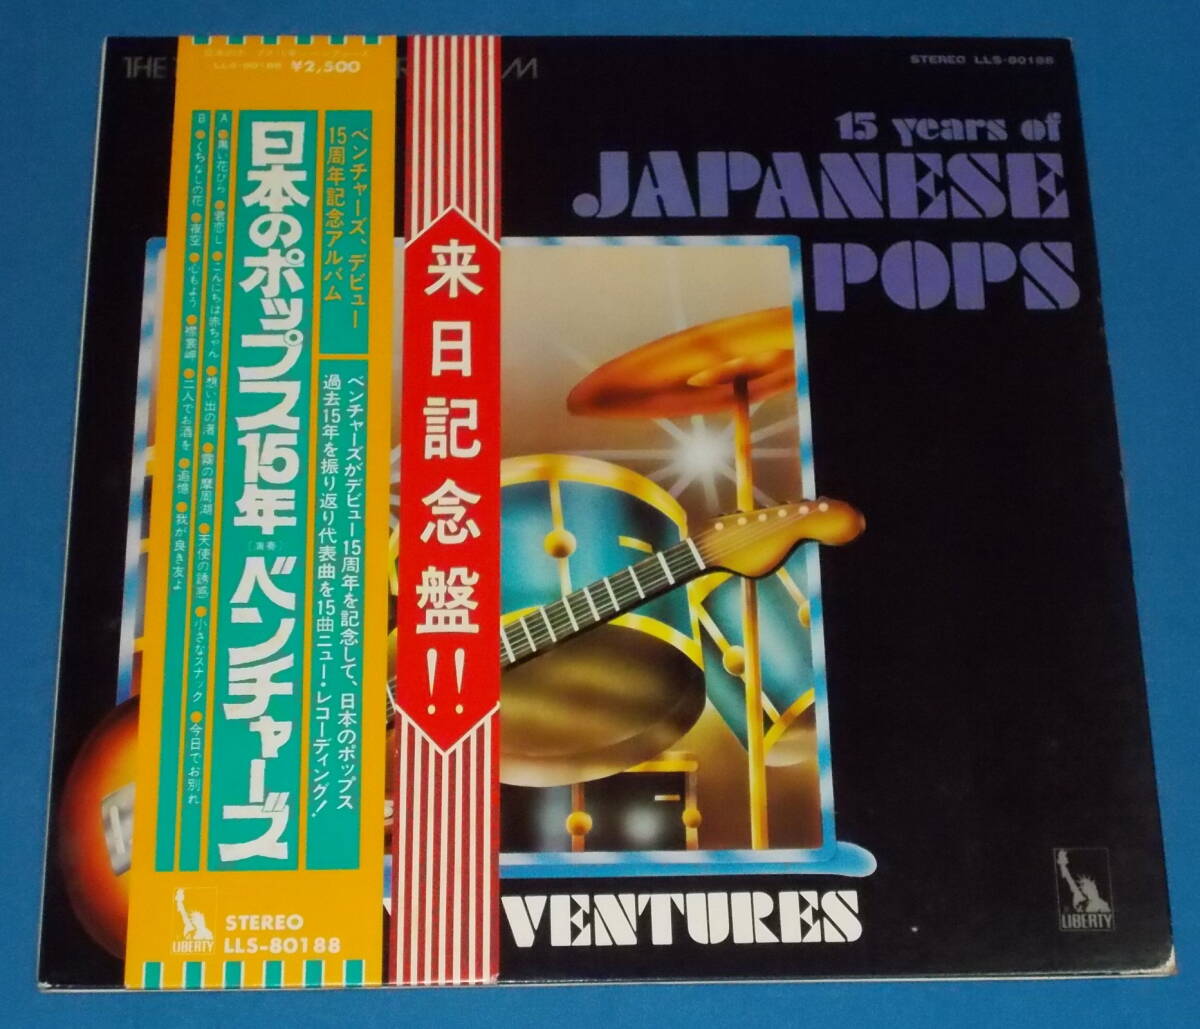 STEREO LLS-80188
15 years of
JAPANESE
POPS
LLS-80188 ¥2,500
ベンチャーズ、デビュー
15周年記念アルバム
ベンチャーズがデビュー15周年を記念して、日本のポップス
過去15年を振り返り代表曲を15曲ニュー・レコーディング!
日本のポップス15年 [演奏] ベンチャーズ
A ●黒い花びら ●君恋し ●こんにちは赤ちゃん ●想い出の渚 ●霧の摩周湖 ●天使の誘惑 ●小さなスナック ●今日でお別れ
B ●くちなしの花 ●夜空 ●心もよう ●襟裳岬 ●二人でお酒を ●追憶 ●我が良き友よ
来日記念盤!!
VENTURES
LIBERTY
STEREO
LLS-80188
LIBERTY